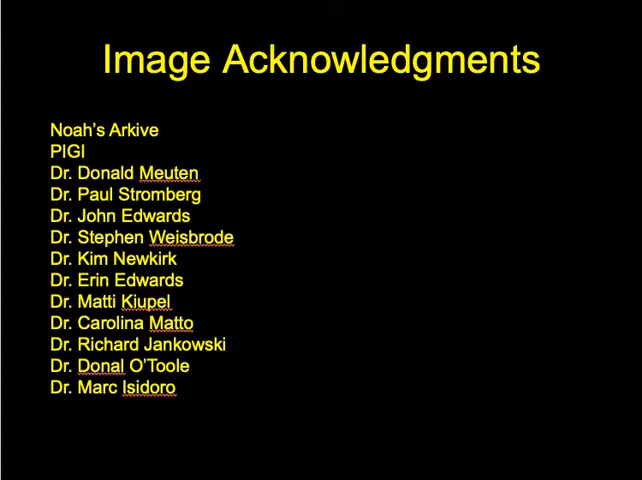 Image Acknowledgments
Noah's Arkive
PIGI
Dr. Donald Meuten
Dr. Paul Stromberg
Dr. John Edwards
Dr. Stephen Weisbrode
Dr. Kim Newkirk
Dr. Erin Edwards
Dr. Matti Kiupel
Dr. Carolina Matto
Dr. Richard Jankowski
Dr. Donal O'Toole
Dr. Marc Isidoro